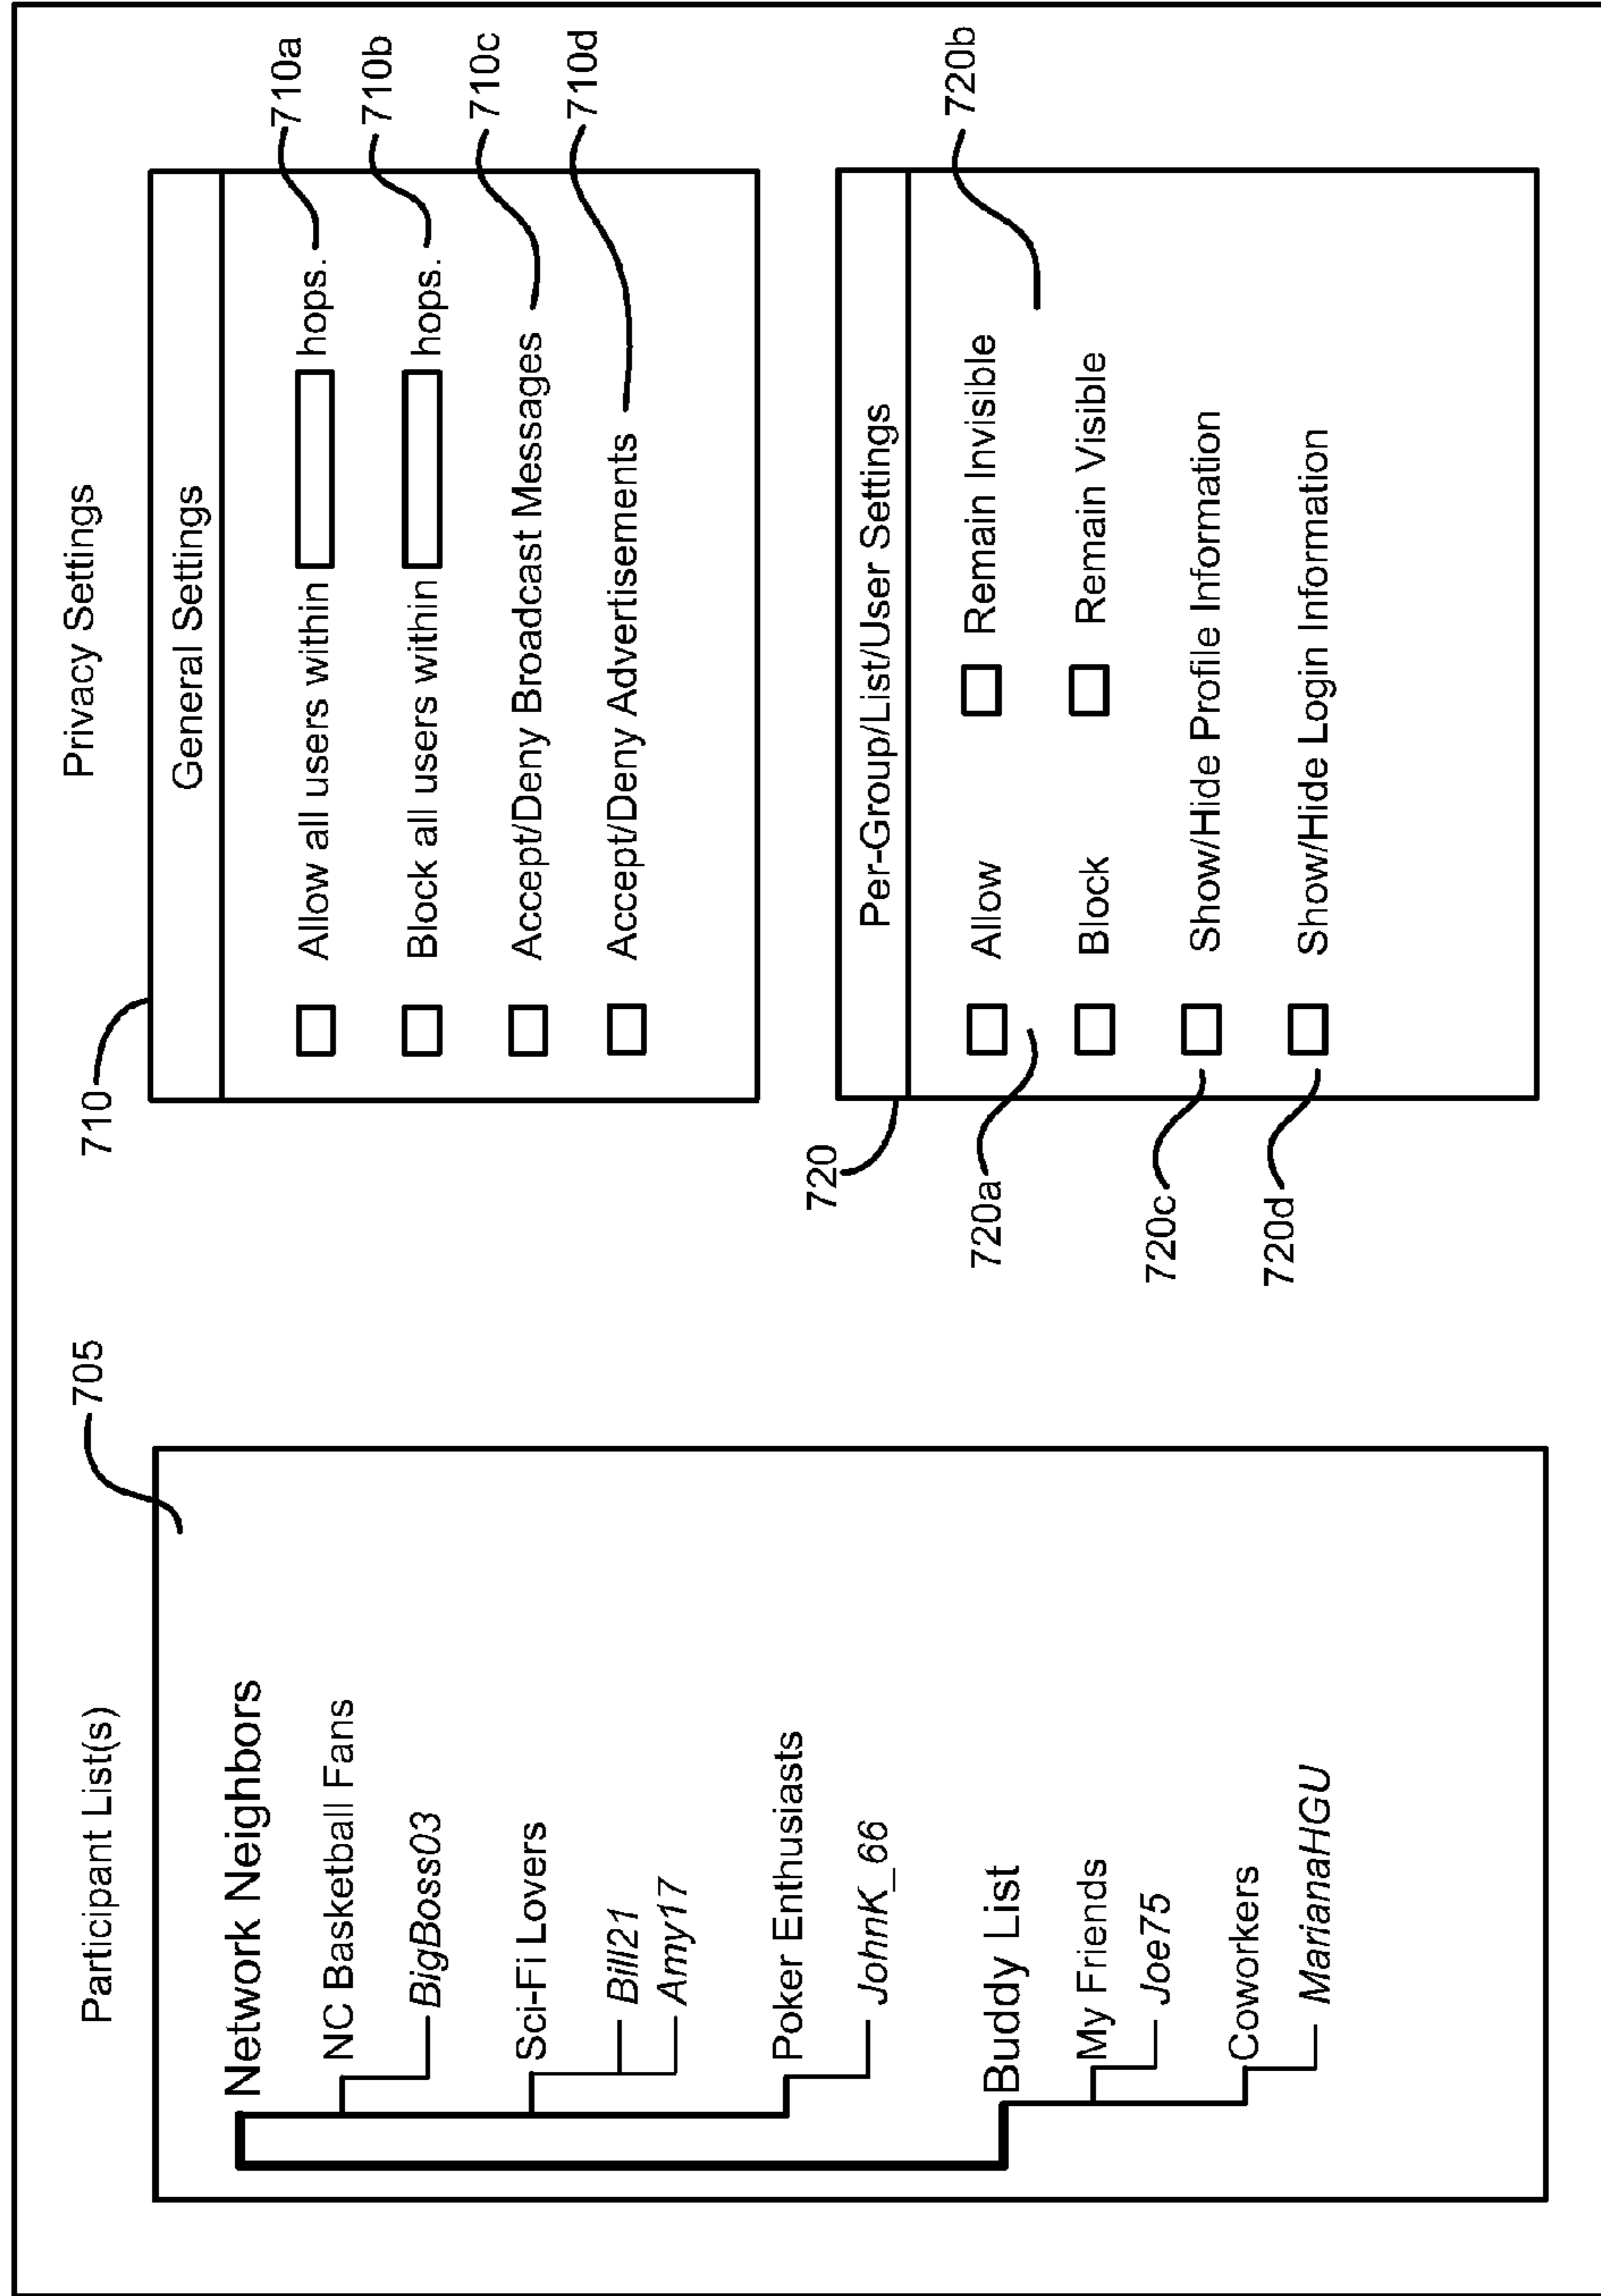 Participant List(s)
705
Network Neighbors
NC Basketball Fans
BigBoss03
Sci-Fi Lovers
Bill21
Amy17
Poker Enthusiasts
JohnK_66
Buddy List
My Friends
Joe75
Coworkers
MarianaHGU
Privacy Settings
710
General Settings
Allow all users within hops.
710a
Block all users within hops.
710b
Accept/Deny Broadcast Messages
710c
Accept/Deny Advertisements
710d
720
Per-Group/List/User Settings
Allow Remain Invisible
720a
720b
Block Remain Visible
720c
Show/Hide Profile Information
720d
Show/Hide Login Information